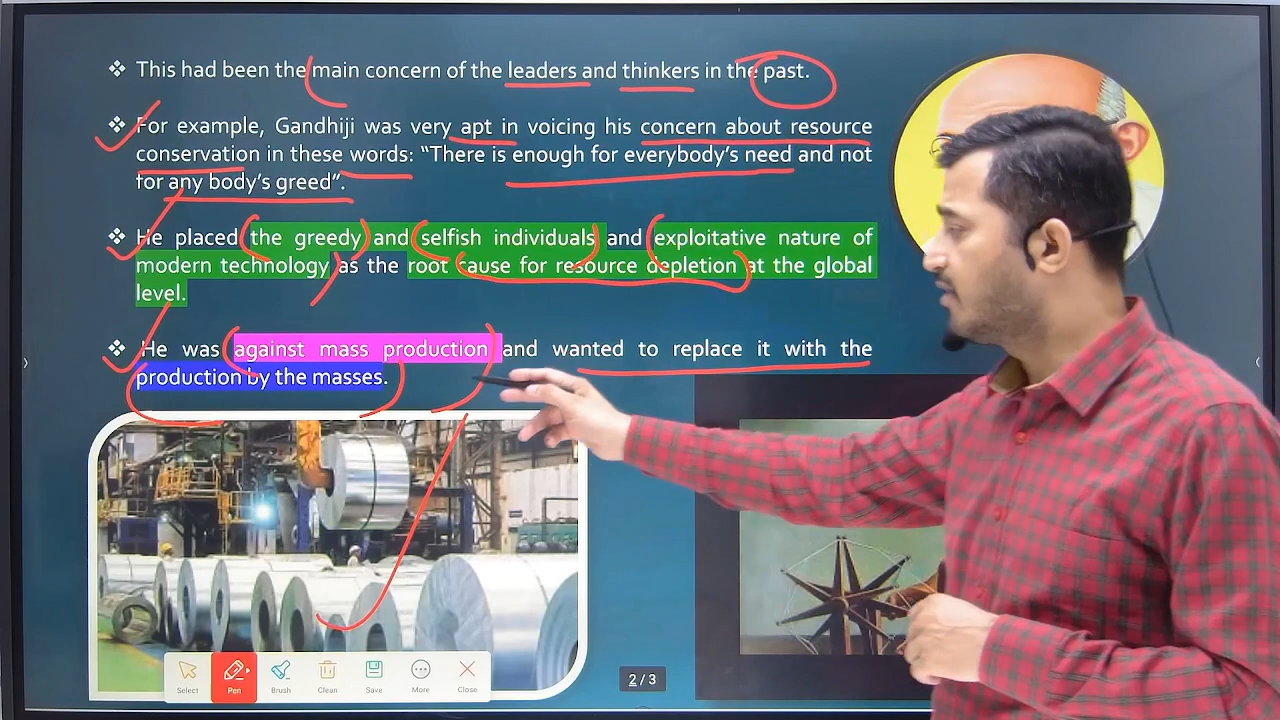 ❖ This had been the main concern of the leaders and thinkers in the past.
❖ For example, Gandhiji was very apt in voicing his concern about resource
conservation in these words: “There is enough for everybody’s need and not
for any body’s greed”.
❖ He placed the greedy and selfish individuals and exploitative nature of
modern technology as the root cause for resource depletion at the global
level.
❖ He was against mass production and wanted to replace it with the
production by the masses.
Select Pen Brush Clean Save More Close
2 / 3